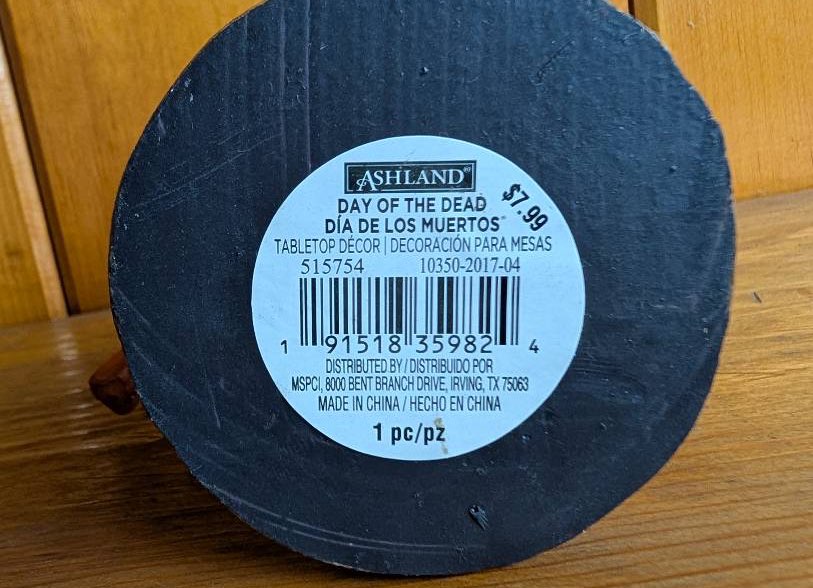 ASHLAND®
$7.99
DAY OF THE DEAD
DÍA DE LOS MUERTOS
TABLETOP DÉCOR | DECORACIÓN PARA MESAS
515754 10350-2017-04
1 91518 35982 4
DISTRIBUTED BY / DISTRIBUIDO POR
MSPCI, 8000 BENT BRANCH DRIVE, IRVING, TX 75063
MADE IN CHINA / HECHO EN CHINA
1 pc/pz